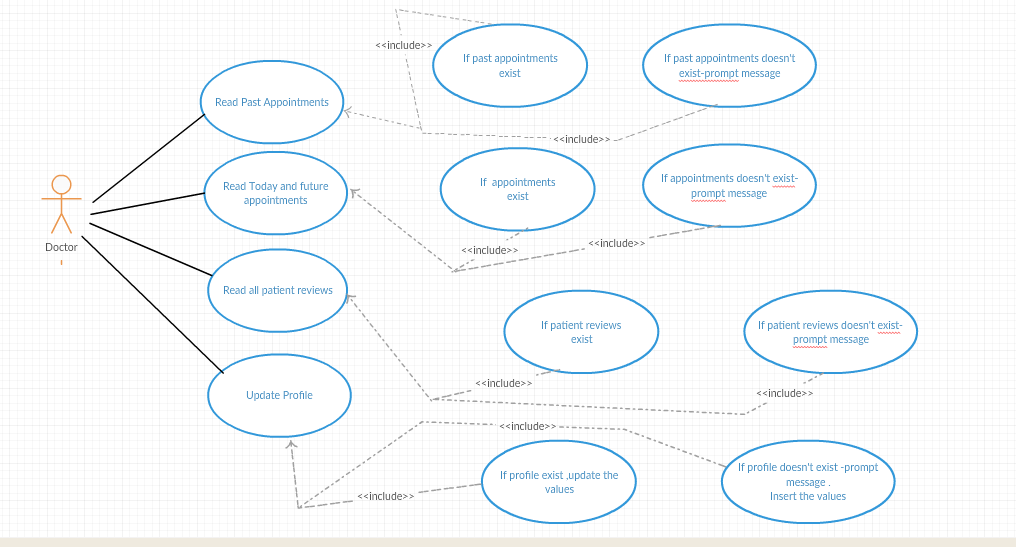 <<include>>
If past appointments
exist
If past appointments doesn't
exist-prompt message
Read Past Appointments
<<include>>
Read Today and future
appointments
If  appointments
exist
If appointments doesn't exist-
prompt message
Doctor
<<include>>
<<include>>
Read all patient reviews
If patient reviews
exist
If patient reviews doesn't exist-
prompt message
<<include>>
<<include>>
Update Profile
<<include>>
If profile exist ,update the
values
If profile doesn't exist -prompt
message .
Insert the values
<<include>>